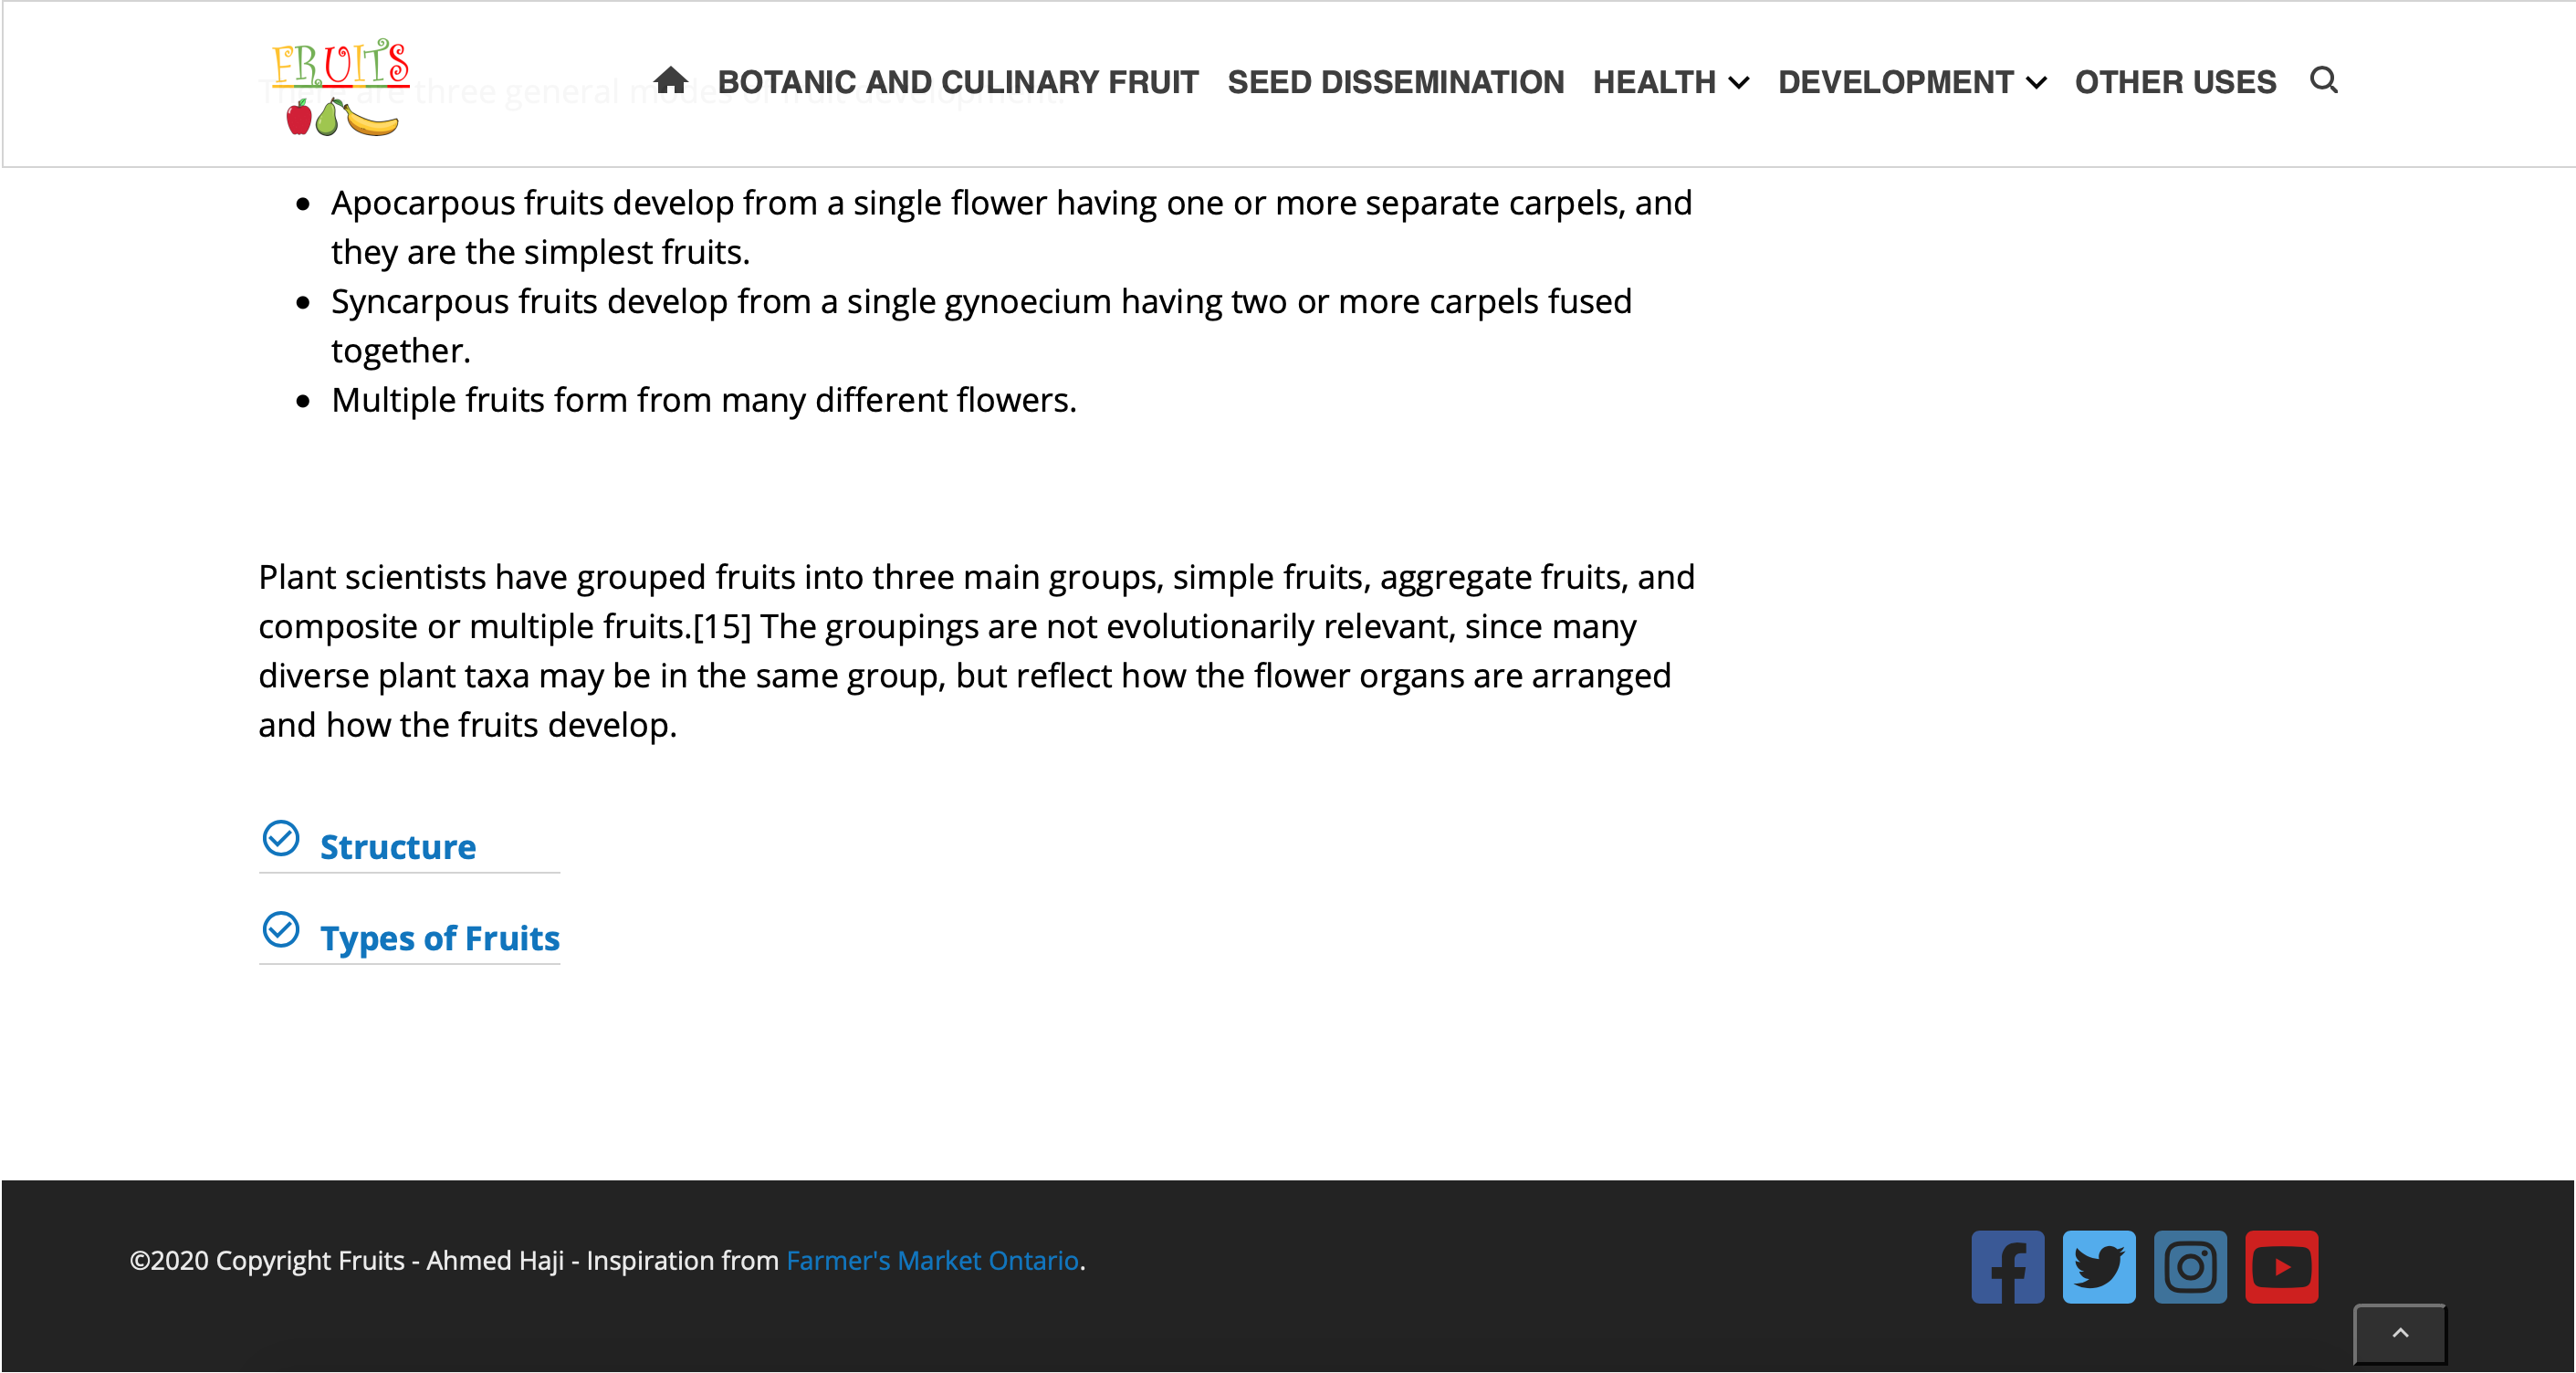 FRUITS
BOTANIC AND CULINARY FRUIT SEED DISSEMINATION HEALTH DEVELOPMENT OTHER USES
There are three general modes of fruit development:
Apocarpous fruits develop from a single flower having one or more separate carpels, and
they are the simplest fruits.
Syncarpous fruits develop from a single gynoecium having two or more carpels fused
together.
Multiple fruits form from many different flowers.
Plant scientists have grouped fruits into three main groups, simple fruits, aggregate fruits, and
composite or multiple fruits.[15] The groupings are not evolutionarily relevant, since many
diverse plant taxa may be in the same group, but reflect how the flower organs are arranged
and how the fruits develop.
Structure
Types of Fruits
©2020 Copyright Fruits - Ahmed Haji - Inspiration from Farmer's Market Ontario.